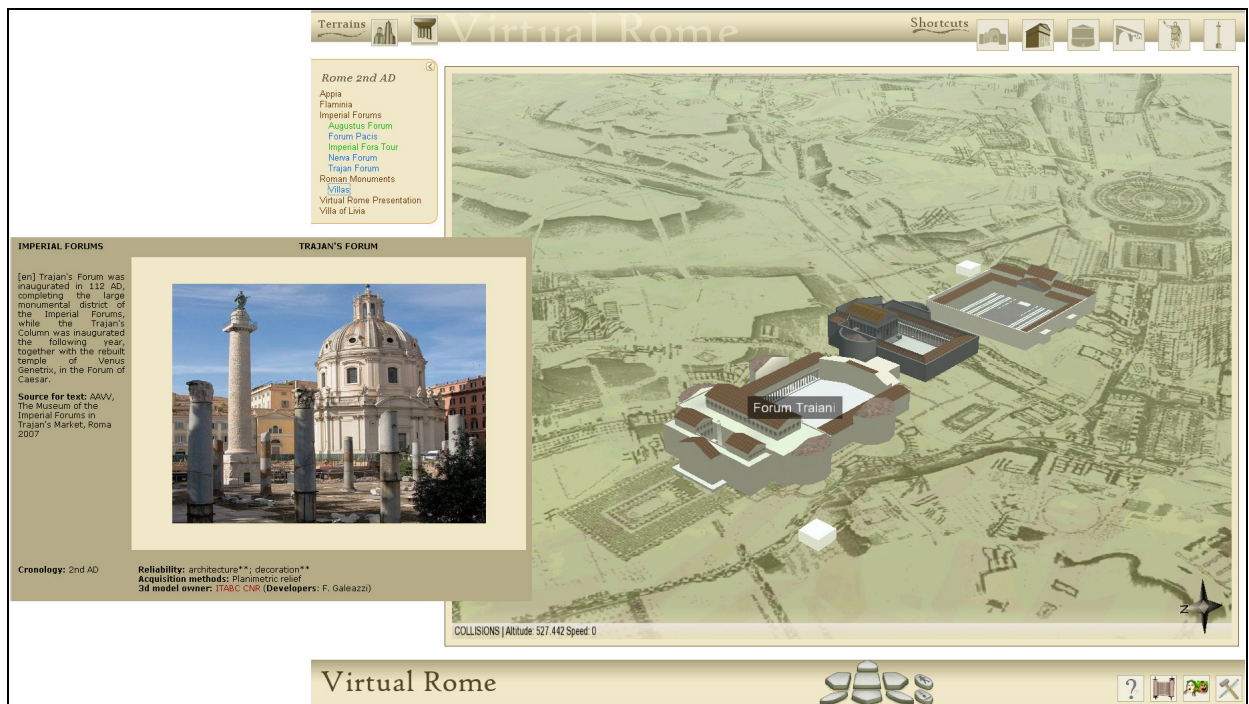 Terrains
Virtual Rome
Shortcuts
Rome 2nd AD
Appia
Flaminia
Imperial Forums
Augustus Forum
Forum Pacis
Imperial Fora Tour
Nerva Forum
Trajan Forum
Roman Monuments
Villas
Virtual Rome Presentation
Villa of Livia
IMPERIAL FORUMS
TRAJAN'S FORUM
[en] Trajan's Forum was
inaugurated in 112 AD,
completing the large
monumental district of
the Imperial Forums,
while the Trajan's
Column was inaugurated
the following year,
together with the rebuilt
temple of Venus
Genetrix, in the Forum of
Caesar.
Source for text: AAVV,
The Museum of the
Imperial Forums in
Trajan's Market, Roma
2007
Cronology: 2nd AD
Reliability: architecture**; decoration**
Acquisition methods: Planimetric relief
3d model owner: ITABC CNR (Developers: F. Galeazzi)
Forum Traiani
N
COLLISIONS | Altitude: 527.442 Speed: 0
Virtual Rome
?